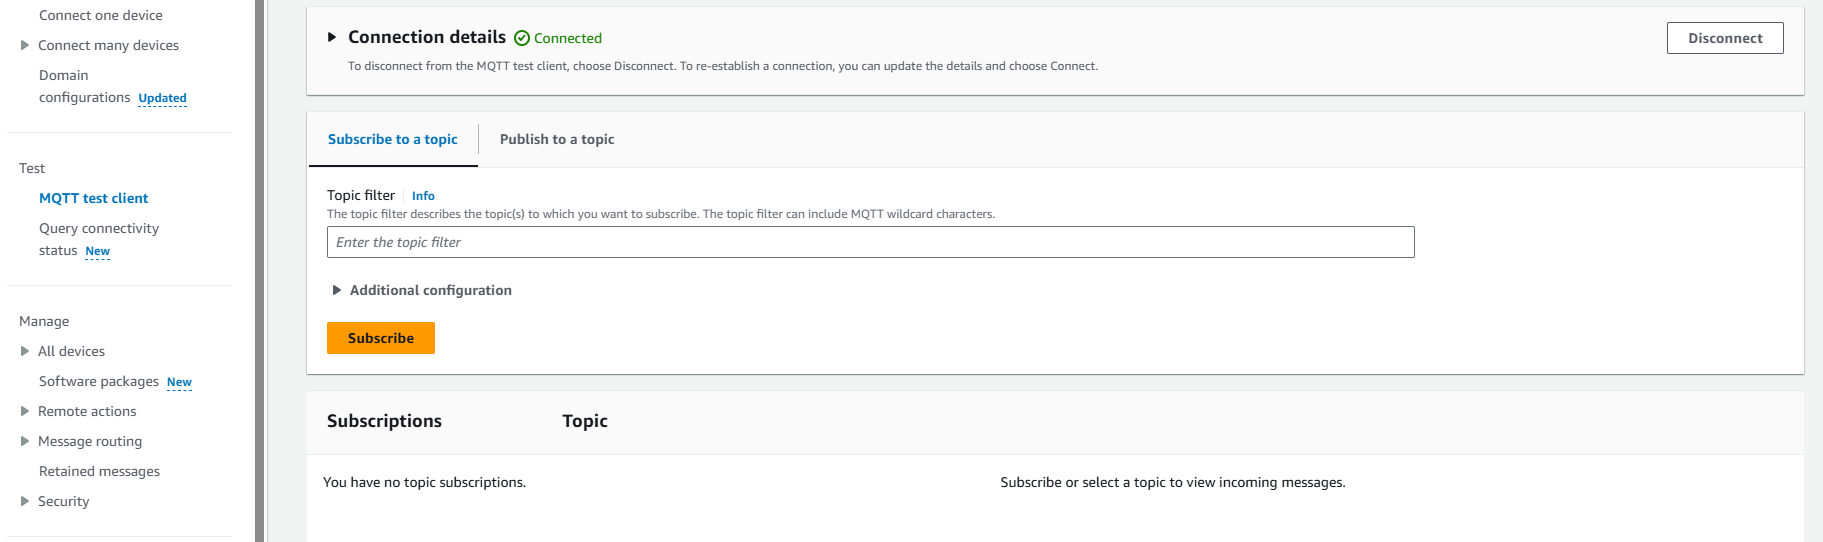 Connect one device
Connect many devices
Domain
configurations Updated
Test
MQTT test client
Query connectivity
status New
Manage
All devices
Software packages New
Remote actions
Message routing
Retained messages
Security
Connection details Connected
Disconnect
To disconnect from the MQTT test client, choose Disconnect. To re-establish a connection, you can update the details and choose Connect.
Subscribe to a topic
Publish to a topic
Topic filter Info
The topic filter describes the topic(s) to which you want to subscribe. The topic filter can include MQTT wildcard characters.
Enter the topic filter
Additional configuration
Subscribe
Subscriptions
Topic
You have no topic subscriptions.
Subscribe or select a topic to view incoming messages.